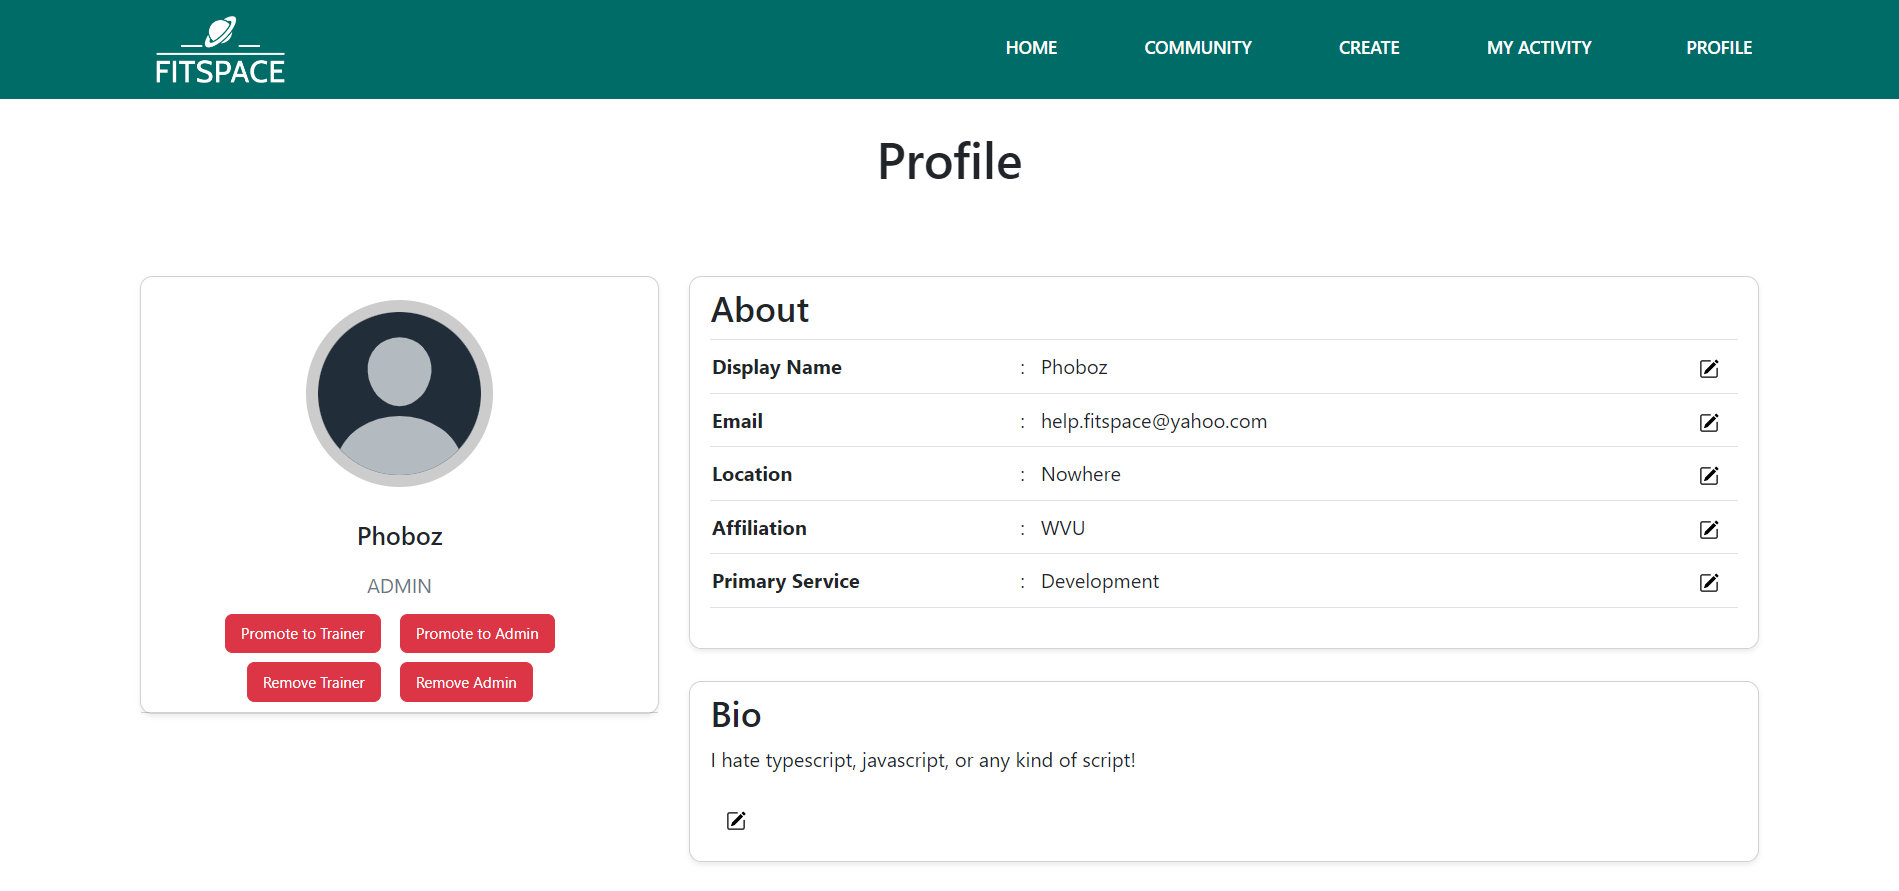 FITSPACE
HOME COMMUNITY CREATE MY ACTIVITY PROFILE
Profile
Phoboz
ADMIN
Promote to Trainer Promote to Admin
Remove Trainer Remove Admin
About
Display Name : Phoboz
Email : help.fitspace@yahoo.com
Location : Nowhere
Affiliation : WVU
Primary Service : Development
Bio
I hate typescript, javascript, or any kind of script!